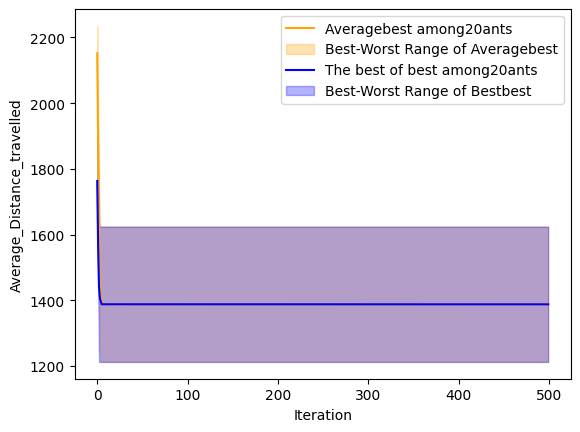 Averagebest among20ants
Best-Worst Range of Averagebest
The best of best among20ants
Best-Worst Range of Bestbest
Average_Distance_travelled
2200
2000
1800
1600
1400
1200
0 100 200 300 400 500
Iteration